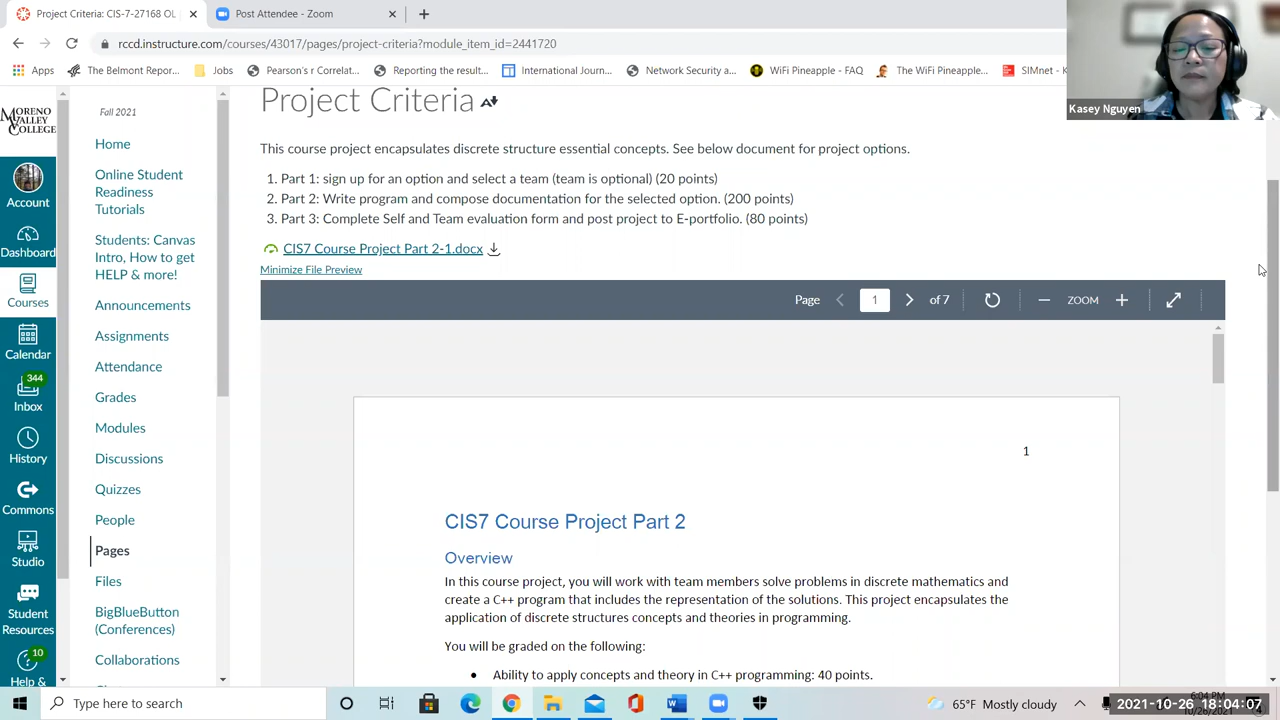 Project Criteria: CIS-7-27168 OL
Post Attendee - Zoom
rccd.instructure.com/courses/43017/pages/project-criteria?module_item_id=2441720
Apps
The Belmont Repor...
Jobs
Pearson's r Correlat...
Reporting the result...
International Journ...
Network Security a...
WiFi Pineapple - FAQ
The WiFi Pineapple...
SIMnet - K
Kasey Nguyen
MORENO
VALLEY
COLLEGE
Account
Dashboard
Courses
Calendar
344
Inbox
History
Commons
Studio
Student
Resources
10
Help &
Fall 2021
Home
Online Student
Readiness
Tutorials
Students: Canvas
Intro, How to get
HELP & more!
Announcements
Assignments
Attendance
Grades
Modules
Discussions
Quizzes
People
Pages
Files
BigBlueButton
(Conferences)
Collaborations
Project Criteria
This course project encapsulates discrete structure essential concepts. See below document for project options.
1. Part 1: sign up for an option and select a team (team is optional) (20 points)
2. Part 2: Write program and compose documentation for the selected option. (200 points)
3. Part 3: Complete Self and Team evaluation form and post project to E-portfolio. (80 points)
CIS7 Course Project Part 2-1.docx
Minimize File Preview
Page 1 of 7 ZOOM
1
CIS7 Course Project Part 2
Overview
In this course project, you will work with team members solve problems in discrete mathematics and
create a C++ program that includes the representation of the solutions. This project encapsulates the
application of discrete structures concepts and theories in programming.
You will be graded on the following:
• Ability to apply concepts and theory in C++ programming: 40 points.
Type here to search
65°F Mostly cloudy
6:04 PM
2021-10-26 18:04:07